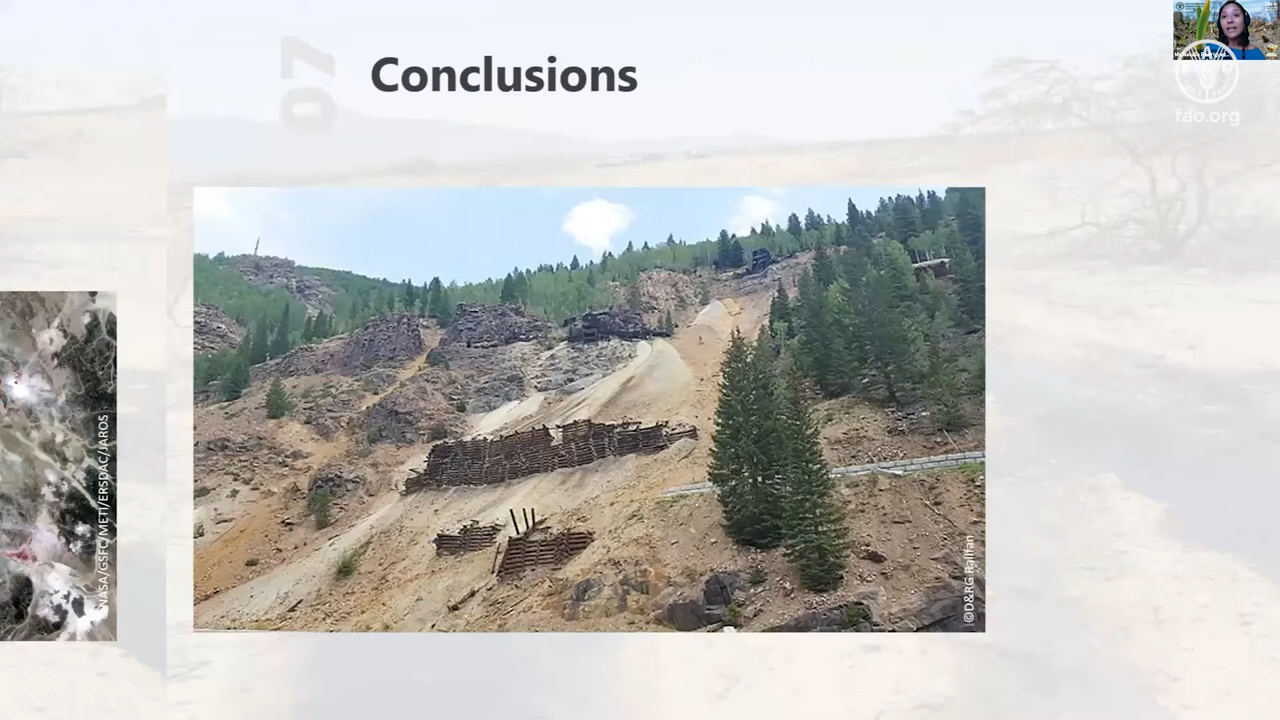 07
Conclusions
fao.org
NASA/GSFC/METI/ERSDAC/JAROS
©D&RG Railfan